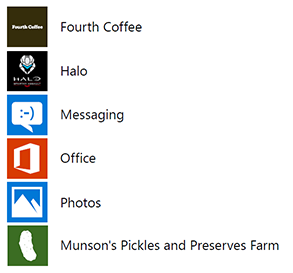 Fourth Coffee
Fourth Coffee
HALO
Halo
Messaging
Office
Photos
Munson's Pickles and Preserves Farm